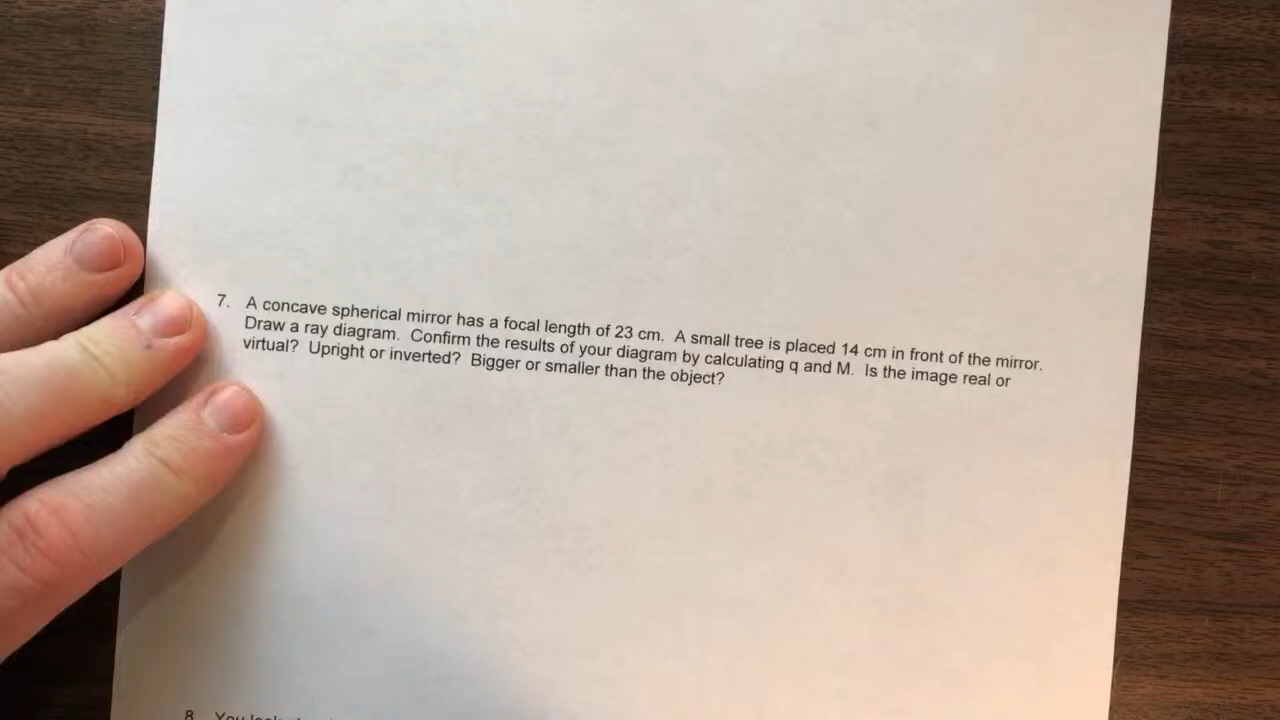 7. A concave spherical mirror has a focal length of 23 cm. A small tree is placed 14 cm in front of the mirror.
Draw a ray diagram. Confirm the results of your diagram by calculating q and M. Is the image real or
virtual? Upright or inverted? Bigger or smaller than the object?
8 You